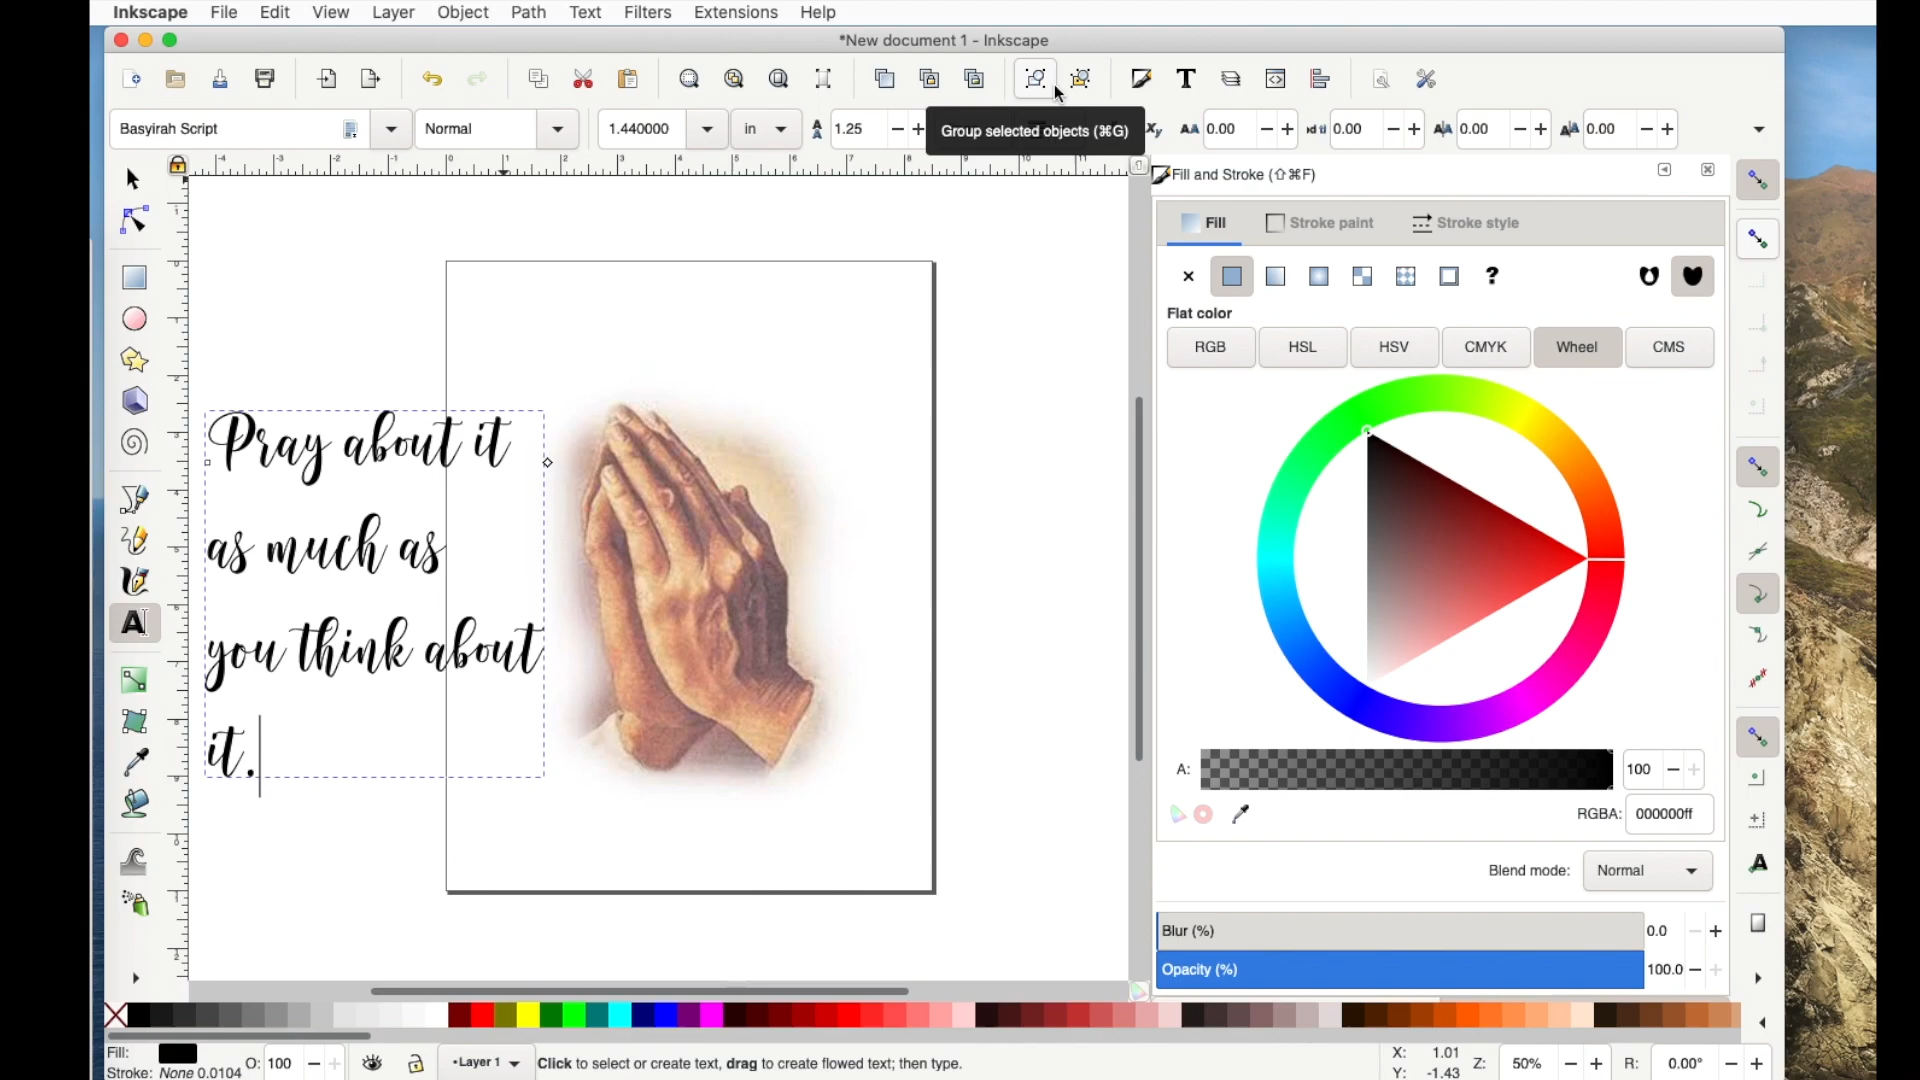 Inkscape File Edit View Layer Object Path Text Filters Extensions Help
*New document 1 - Inkscape
Basyirah Script Normal 1.440000 in 1.25 0.00 0.00 0.00 0.00
Group selected objects (⌘G)
Fill and Stroke (⇧⌘F)
Fill Stroke paint Stroke style
Flat color
RGB HSL HSV CMYK Wheel CMS
Pray about it
as much as
you think about
it.
A: 100
RGBA: 000000ff
Blend mode: Normal
Blur (%) 0.0
Opacity (%) 100.0
Fill: O: 100 •Layer 1 Click to select or create text, drag to create flowed text; then type. X: 1.01 Z: 50% R: 0.00°
Stroke: None 0.0104 Y: -1.43